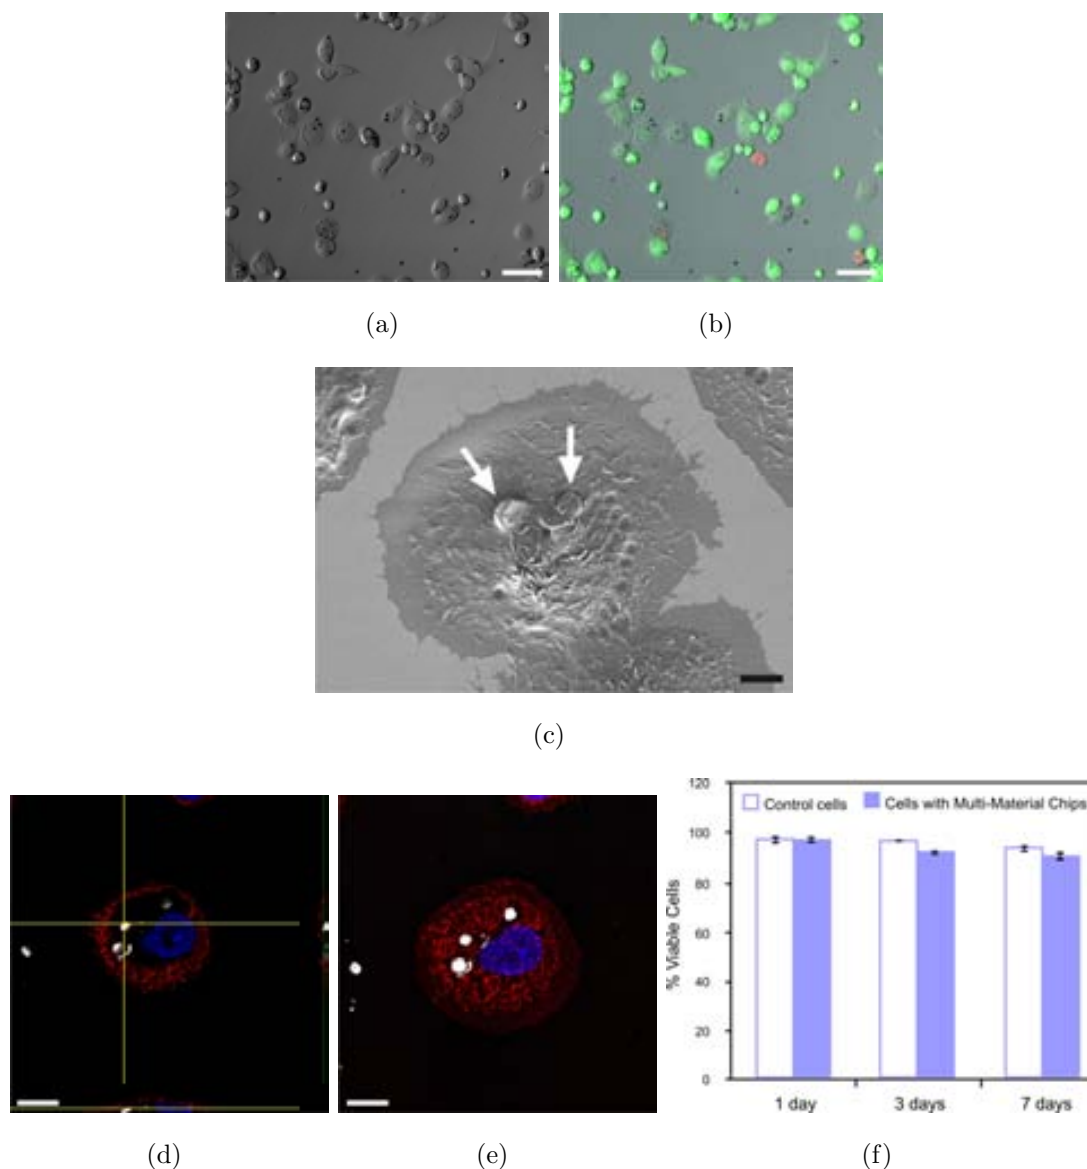 (a)
(b)
(c)
(d)
(e)
120
100
80
60
40
20
0
% Viable Cells
Control cells
Cells with Multi-Material Chips
1 day
3 days
7 days
(f)